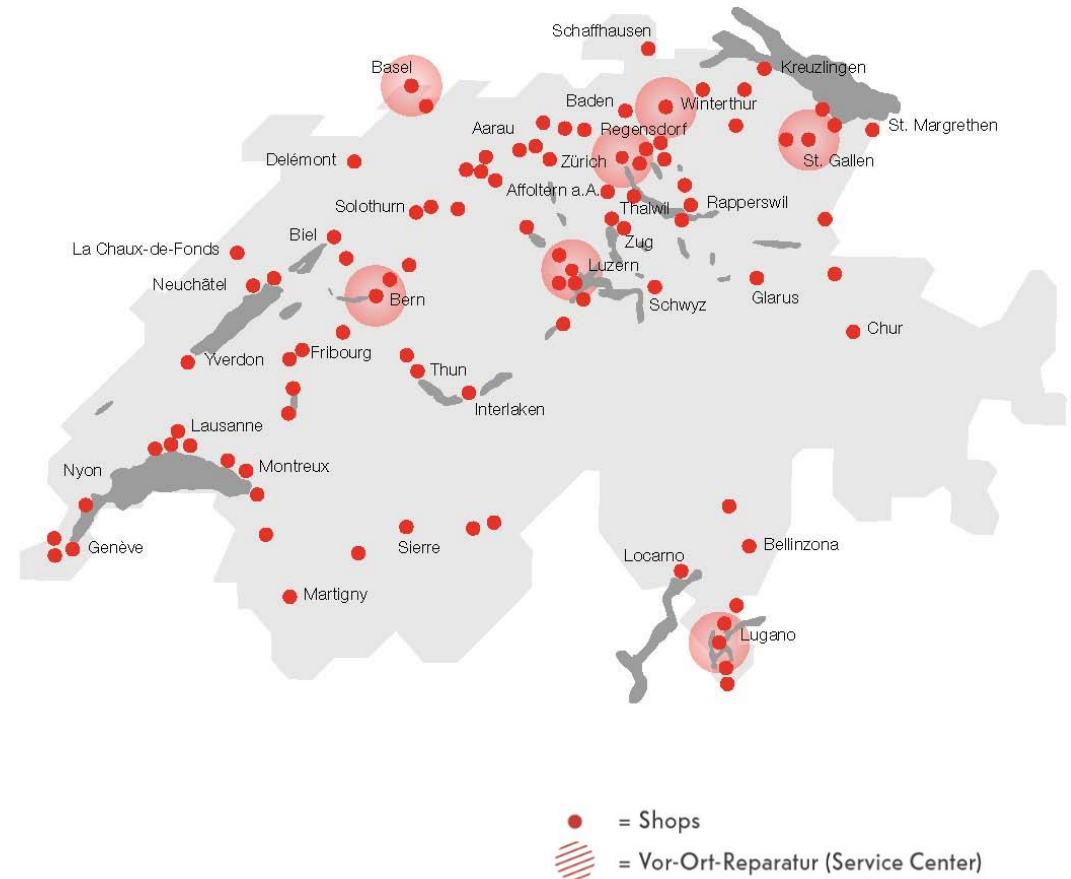 Schaffhausen
Basel
Kreuzlingen
Baden
Winterthur
Aarau
Regensdorf
St. Margrethen
Delémont
Zürich
St. Gallen
Affoltern a.A.
Solothurn
Thalwil
Rapperswil
Biel
Zug
La Chaux-de-Fonds
Luzern
Neuchâtel
Bern
Schwyz
Glarus
Chur
Yverdon
Fribourg
Thun
Interlaken
Lausanne
Nyon
Montreux
Genève
Sierre
Locarno
Bellinzona
Martigny
Lugano
= Shops
= Vor-Ort-Reparatur (Service Center)